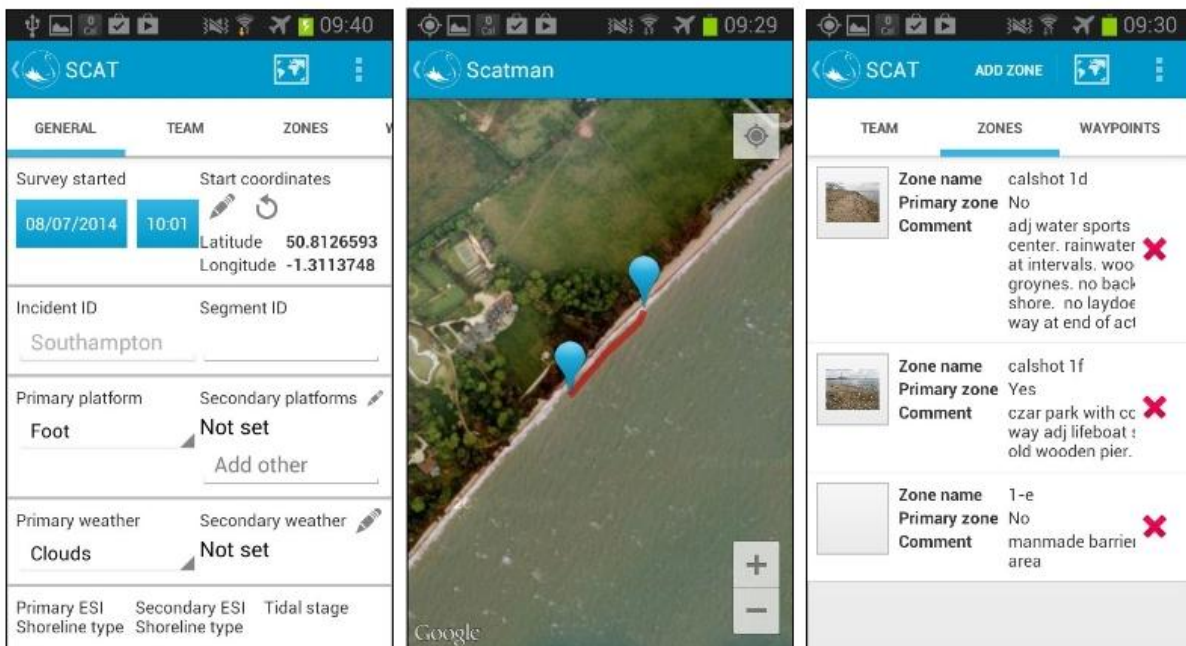 09:40
SCAT
GENERAL TEAM ZONES W
Survey started Start coordinates
08/07/2014 10:01
Latitude 50.8126593
Longitude -1.3113748
Incident ID Segment ID
Southampton
Primary platform Secondary platforms
Foot Not set
Add other
Primary weather Secondary weather
Clouds Not set
Primary ESI Secondary ESI Tidal stage
Shoreline type Shoreline type
0 Cal 09:29
Scatman
Google
0 Cal 09:30
SCAT ADD ZONE
TEAM ZONES WAYPOINTS
Zone name calshot 1d
Primary zone No
Comment adj water sports
center. rainwater
at intervals. woo
groynes. no back
shore. no laydoe
way at end of act
Zone name calshot 1f
Primary zone Yes
Comment czar park with cc
way adj lifeboat s
old wooden pier.
Zone name 1-e
Primary zone No
Comment manmade barrier
area